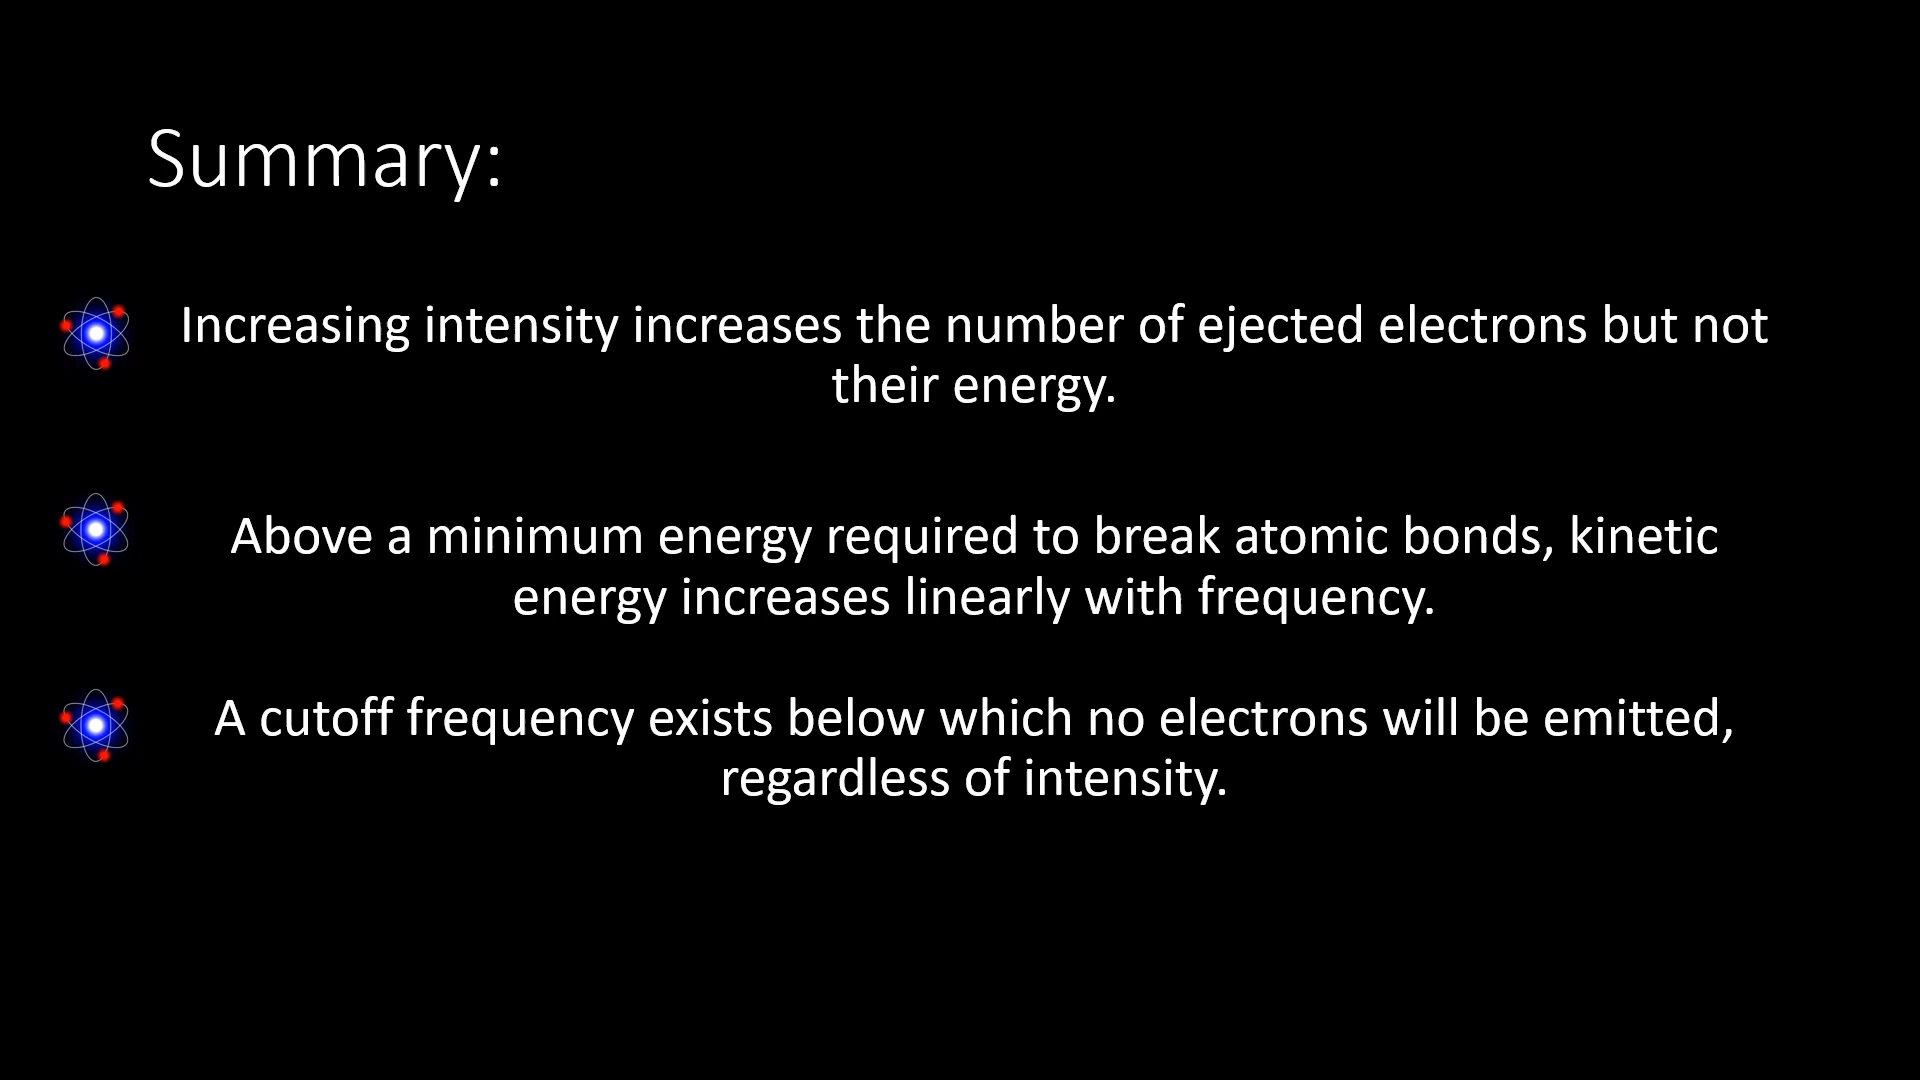 Summary:
Increasing intensity increases the number of ejected electrons but not
their energy.
Above a minimum energy required to break atomic bonds, kinetic
energy increases linearly with frequency.
A cutoff frequency exists below which no electrons will be emitted,
regardless of intensity.